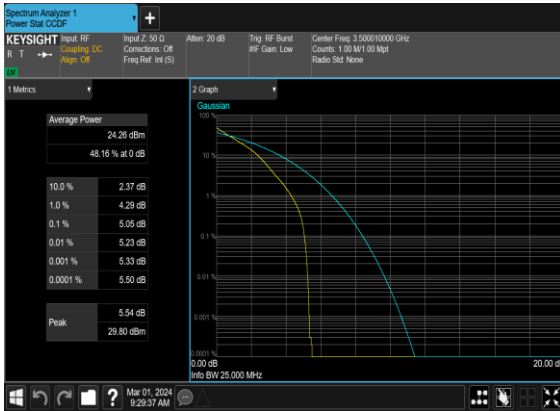 Spectrum Analyzer 1
Power Stat CCDF
+
KEYSIGHT
R T
LXI
Input: RF
Coupling: DC
Align: Off
Input Z: 50 Ω
Corrections: Off
Freq Ref: Int (S)
Atten: 20 dB
Trig: RF Burst
#IF Gain: Low
Center Freq: 3.500010000 GHz
Counts: 1.00 M/1.00 Mpt
Radio Std: None
1 Metrics
Average Power
24.26 dBm
48.16 % at 0 dB
10.0 % 2.37 dB
1.0 % 4.29 dB
0.1 % 5.05 dB
0.01 % 5.23 dB
0.001 % 5.33 dB
0.0001 % 5.50 dB
Peak
5.54 dB
29.80 dBm
2 Graph
Gaussian
100 %
10 %
1 %
0.1 %
0.01 %
0.001 %
0.0001 %
0.00 dB
20.00 d
Info BW 25.000 MHz
?
Mar 01, 2024
9:29:37 AM